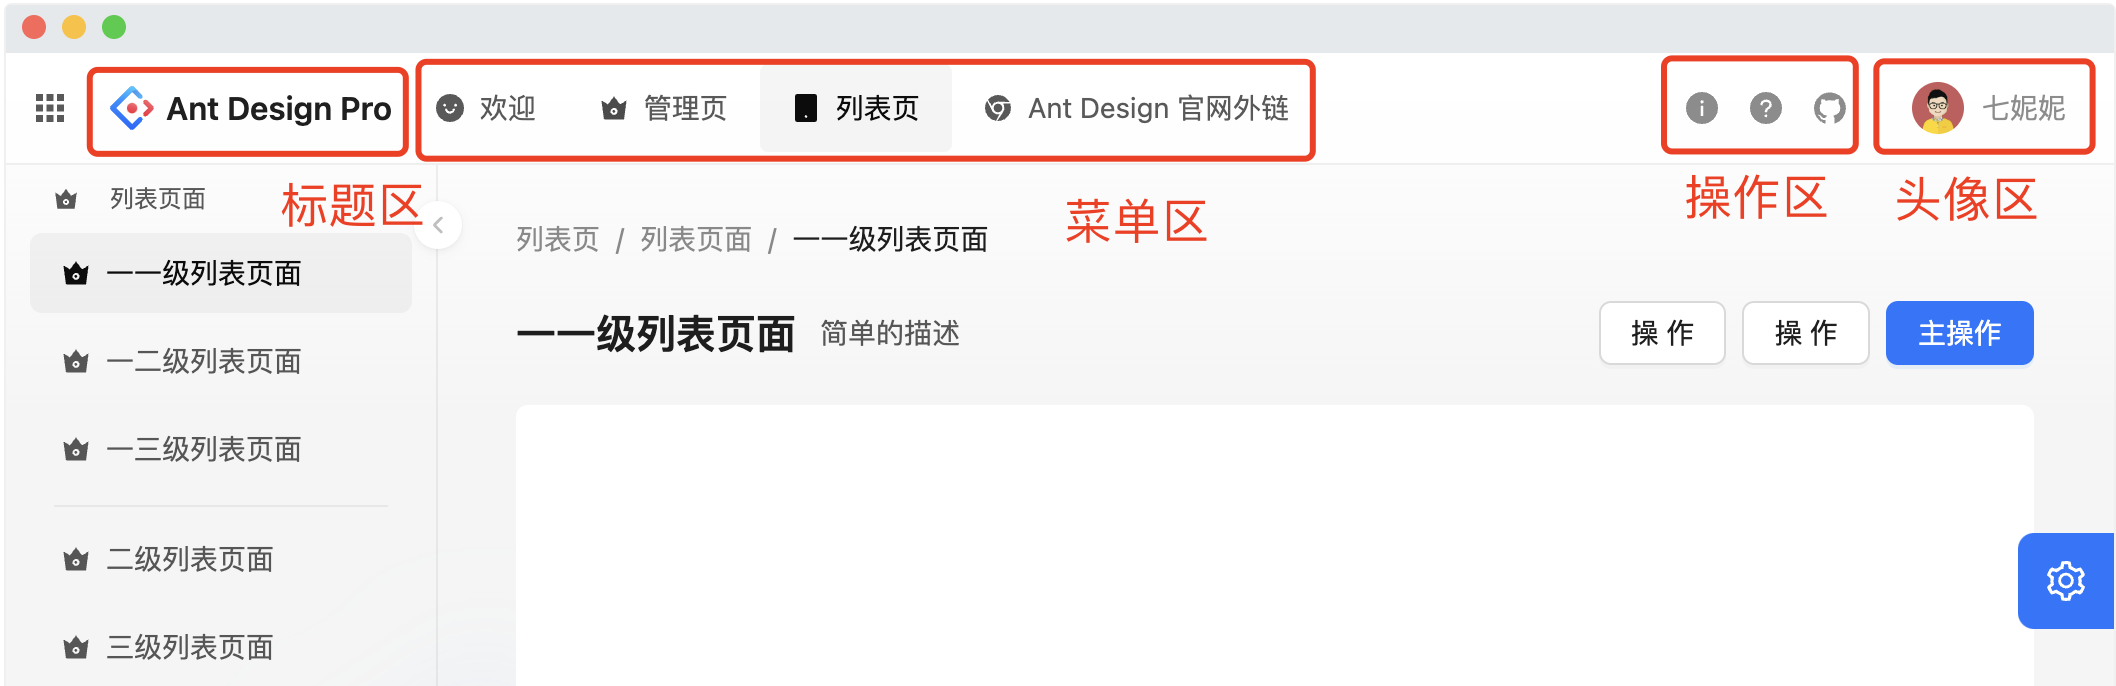 Ant Design Pro
欢迎
管理页
列表页
Ant Design 官网外链
七妮妮
标题区
菜单区
操作区
头像区
列表页面
一一级列表页面
一二级列表页面
一三级列表页面
二级列表页面
三级列表页面
列表页 / 列表页面 / 一一级列表页面
一一级列表页面 简单的描述
操 作
操 作
主操作